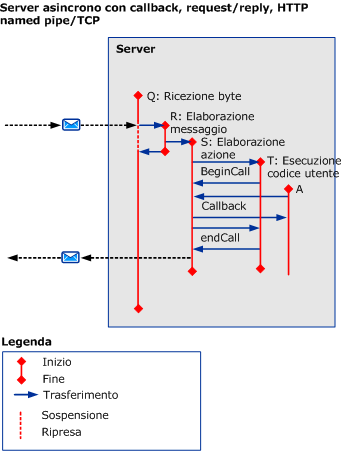 Server asincrono con callback, request/reply, HTTP
named pipe/TCP
Server
Q: Ricezione byte
R: Elaborazione
messaggio
S: Elaborazione
azione
T: Esecuzione
codice utente
BeginCall
A
Callback
endCall
Legenda
Inizio
Fine
Trasferimento
Sospensione
Ripresa